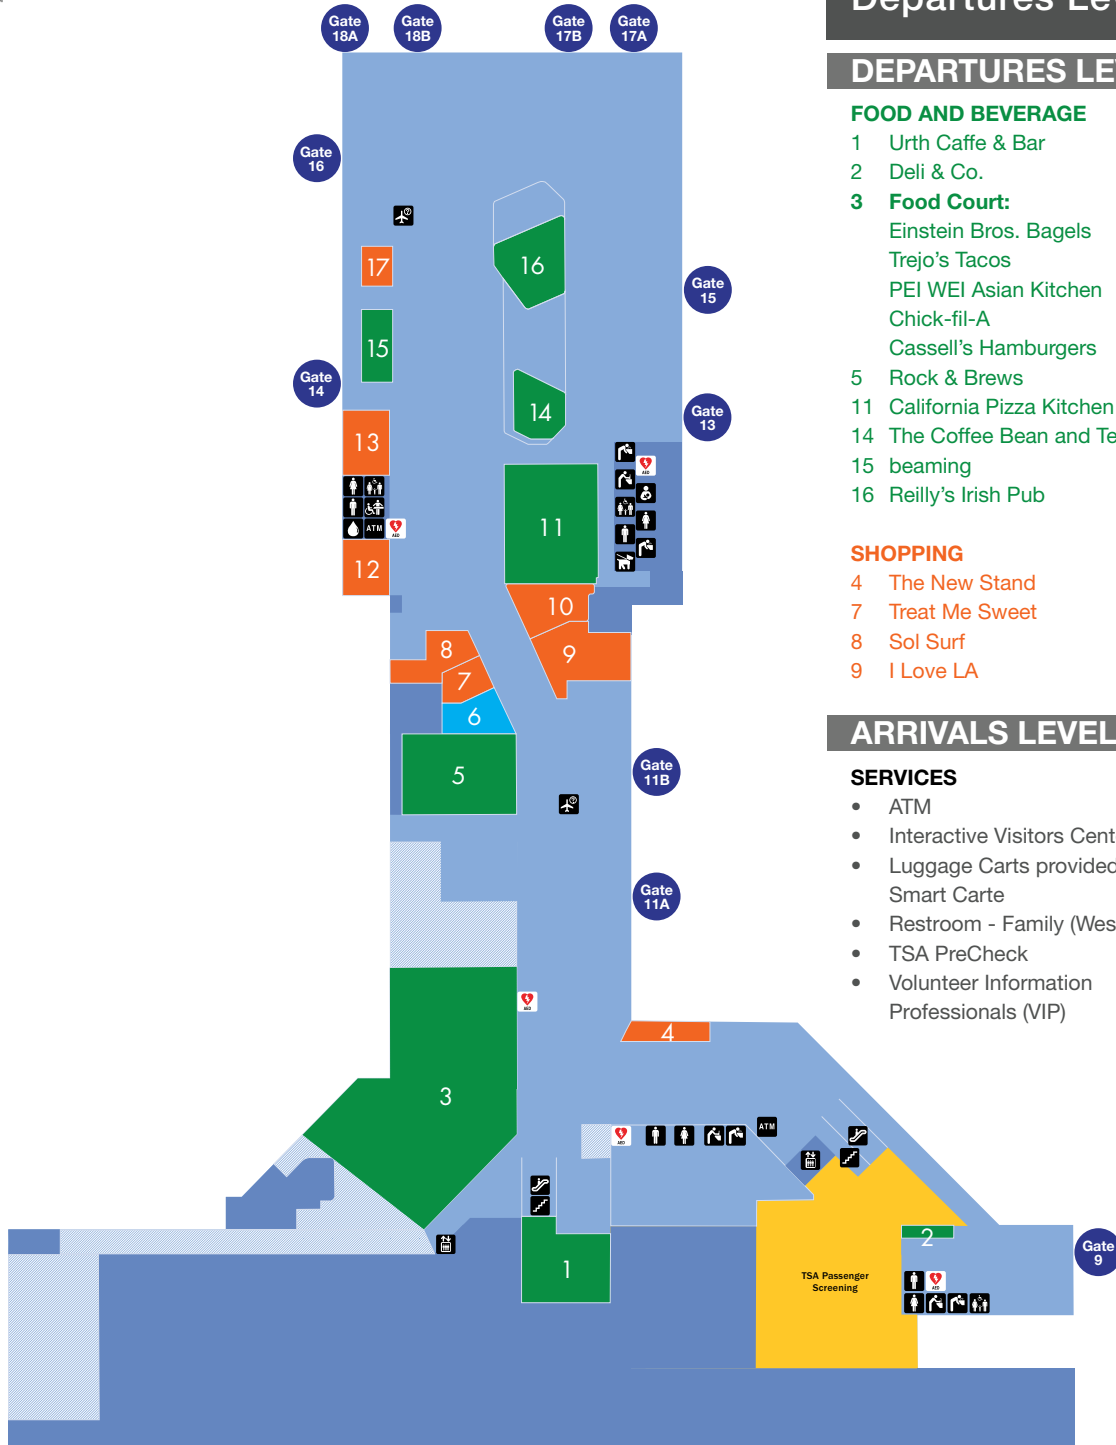 Gate
18A
Gate
18B
Gate
17B
Gate
17A
Gate
16
Gate
15
Gate
14
Gate
13
17
16
15
14
13
ATM
AED
12
AED
11
10
9
8
7
6
5
Gate
11B
Gate
11A
AED
4
3
AED
ATM
1
2
TSA Passenger
Screening
AED
Gate
9
Departures Le
DEPARTURES LE
FOOD AND BEVERAGE
1 Urth Caffe & Bar
2 Deli & Co.
3 Food Court:
Einstein Bros. Bagels
Trejo's Tacos
PEI WEI Asian Kitchen
Chick-fil-A
Cassell's Hamburgers
5 Rock & Brews
11 California Pizza Kitchen
14 The Coffee Bean and Te
15 beaming
16 Reilly's Irish Pub
SHOPPING
4 The New Stand
7 Treat Me Sweet
8 Sol Surf
9 I Love LA
ARRIVALS LEVEL
SERVICES
• ATM
• Interactive Visitors Cent
• Luggage Carts provided
Smart Carte
• Restroom - Family (Wes
• TSA PreCheck
• Volunteer Information
Professionals (VIP)